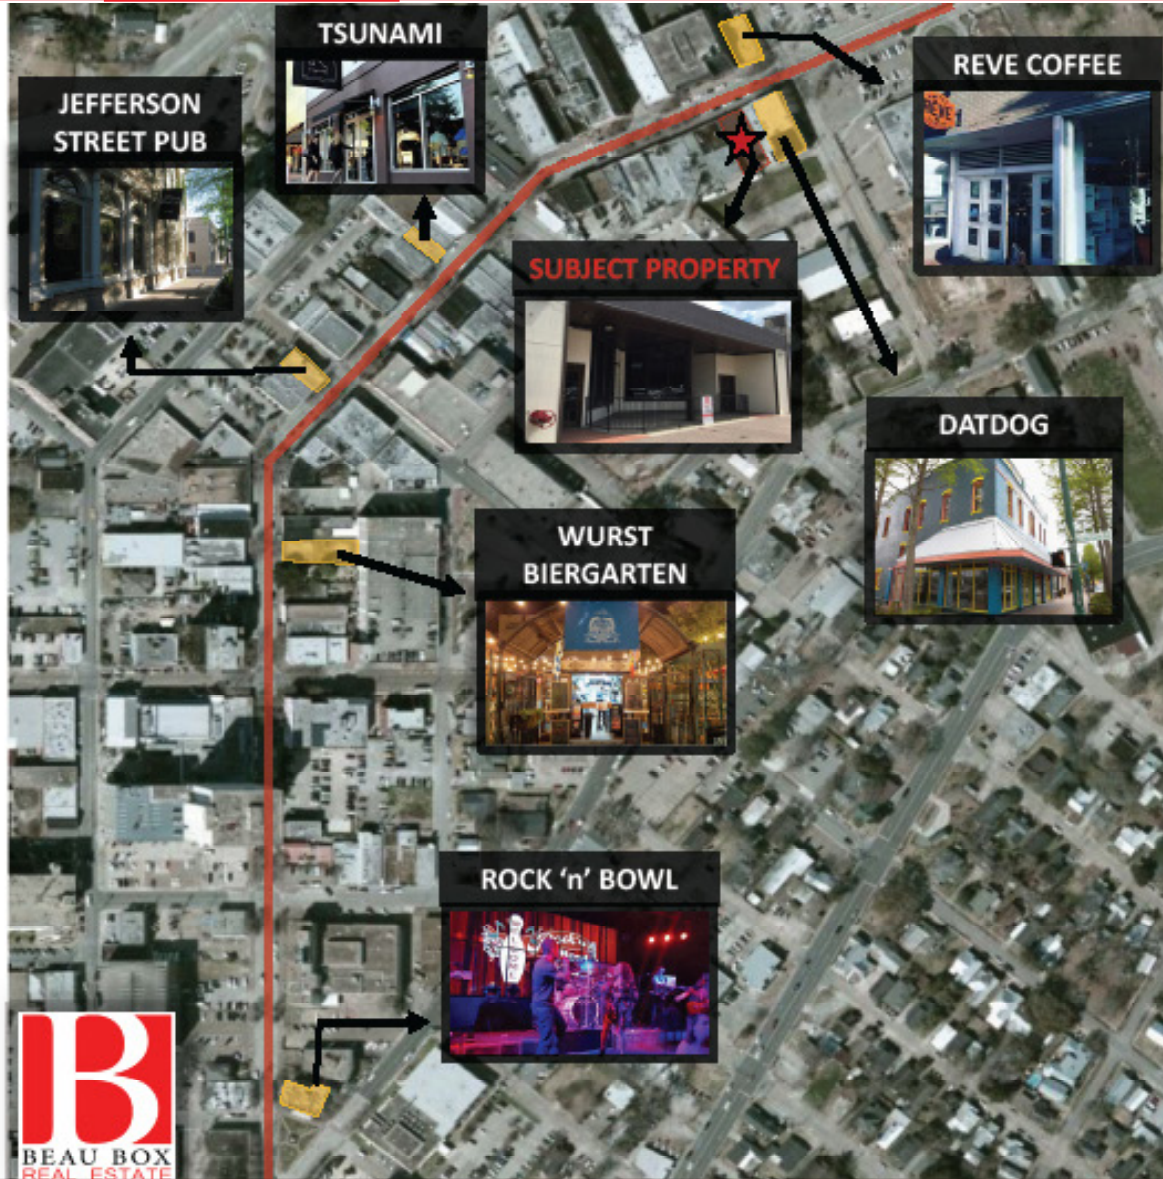 TSUNAMI
REVE COFFEE
JEFFERSON
STREET PUB
SUBJECT PROPERTY
DATDOG
WURST
BIERGARTEN
ROCK ‘n’ BOWL
B
BEAU BOX
REAL ESTATE